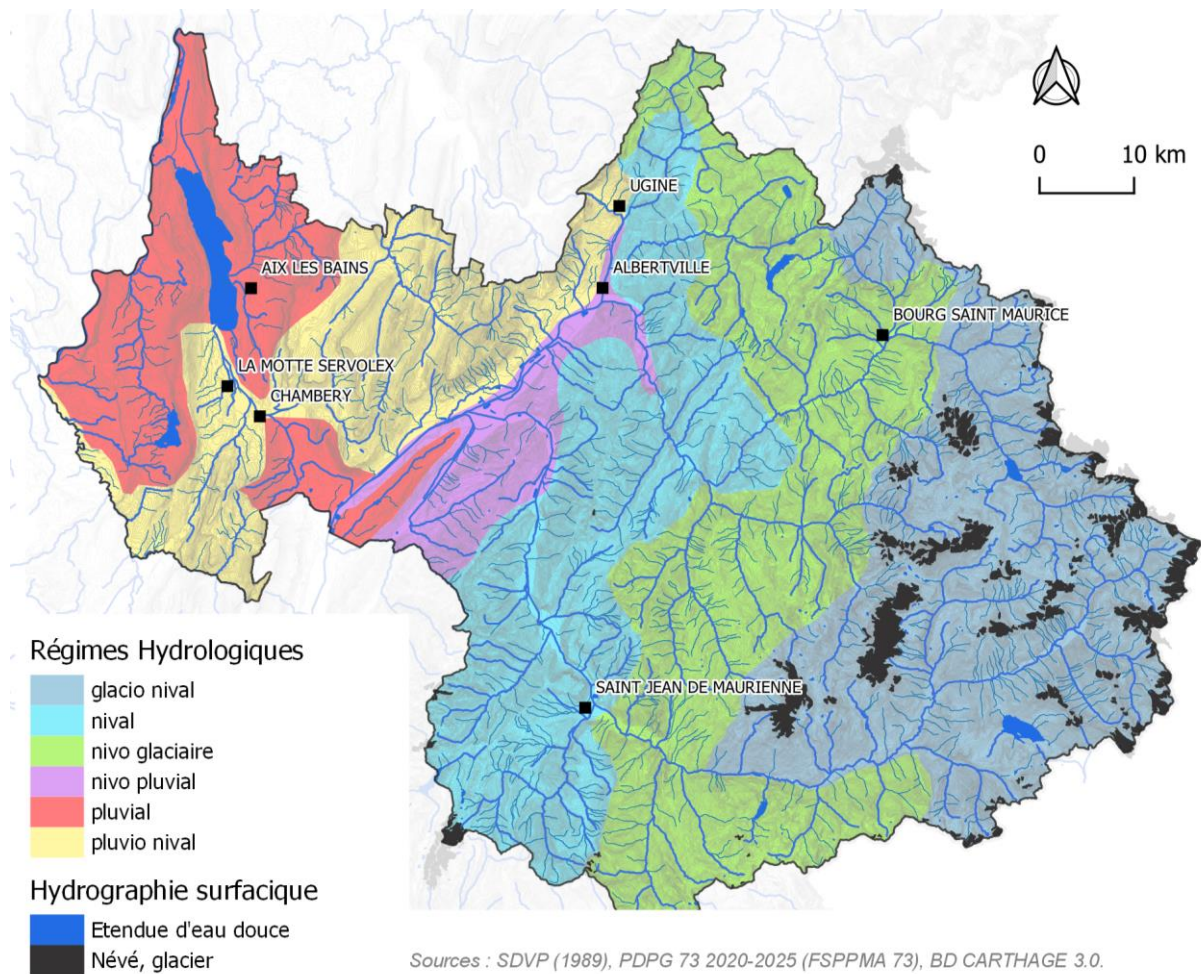 0 10 km
UGINE
AIX LES BAINS
ALBERTVILLE
BOURG SAINT MAURICE
LA MOTTE SERVOLEX
CHAMBERY
SAINT JEAN DE MAURIENNE
Régimes Hydrologiques
glacio nival
nival
nivo glaciaire
nivo pluvial
pluvial
pluvio nival
Hydrographie surfacique
Etendue d'eau douce
Névé, glacier
Sources : SDVP (1989), PDPG 73 2020-2025 (FSPPMA 73), BD CARTHAGE 3.0.